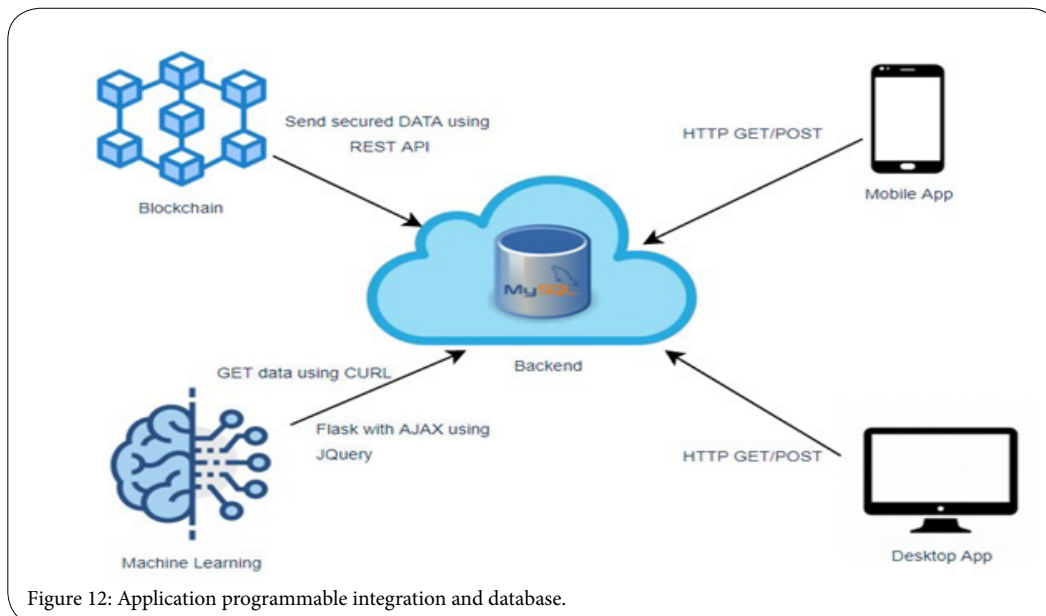 Send secured DATA using
REST API
HTTP GET/POST
Blockchain
Mobile App
MySQL
Backend
GET data using CURL
Flask with AJAX using
JQuery
HTTP GET/POST
Machine Learning
Desktop App
Figure 12: Application programmable integration and database.